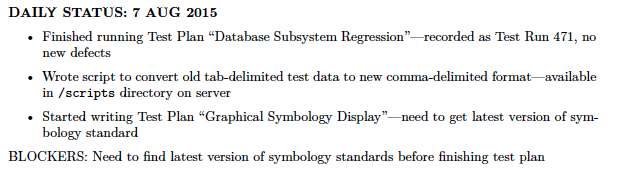 DAILY STATUS: 7 AUG 2015
• Finished running Test Plan “Database Subsystem Regression”—recorded as Test Run 471, no
new defects
• Wrote script to convert old tab-delimited test data to new comma-delimited format—available
in /scripts directory on server
• Started writing Test Plan “Graphical Symbology Display”—need to get latest version of sym-
bology standard
BLOCKERS: Need to find latest version of symbology standards before finishing test plan